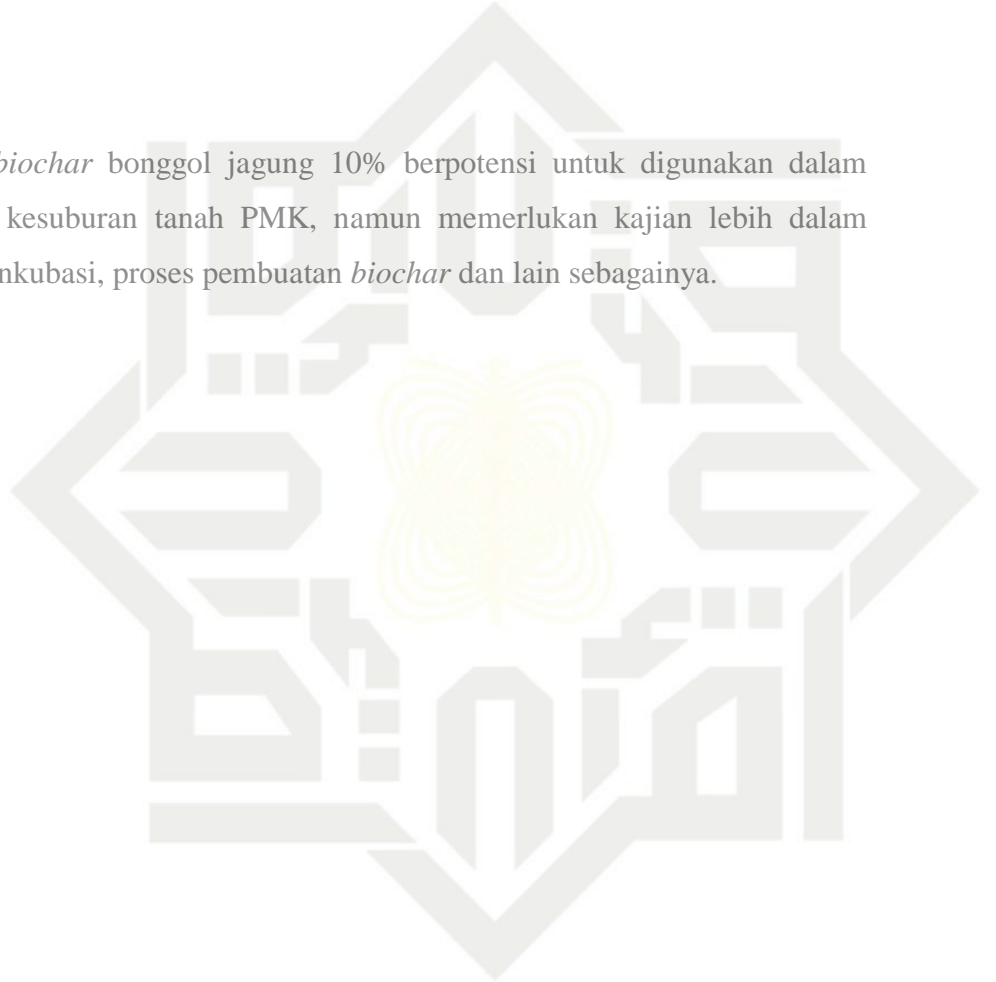 biochar bonggol jagung 10% berpotensi untuk digunakan dalam
kesuburan tanah PMK, namun memerlukan kajian lebih dalam
nkubasi, proses pembuatan biochar dan lain sebagainya.